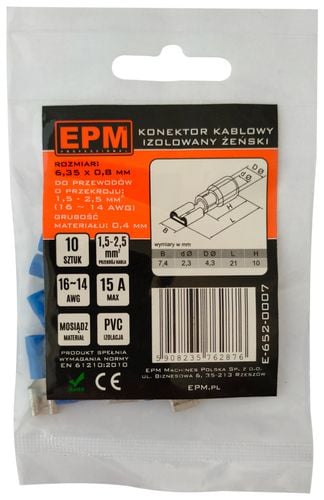 EPM
PROFESSIONAL
KONEKTOR KABLOWY
IZOLOWANY ŻEŃSKI
ROZMIAR:
6,35 x 0,8 MM
DO PRZEWODÓW
O PRZEKROJU:
1,5 - 2,5 MM²
(16 ~ 14 AWG)
GRUBOŚĆ
MATERIAŁU: 0,4 MM
D Ø
d Ø
H
L
B
wymiary w mm
B dØ DØ L H
7,4 2,3 4,3 21 10
10
SZTUK
1,5-2,5
mm²
PRZEKRÓJ KABLA
16~14
AWG
15 A
MAX
MOSIĄDZ
MATERIAŁ
PVC
IZOLACJA
PRODUKT SPEŁNIA
WYMAGANIA NORMY
EN 61210:2010
RoHS
CE
5908235762876
E-652-0007
EPM Machines Polska Sp. z o.o.
ul. Biznesowa 6, 35-213 Rzeszów
EPM.PL